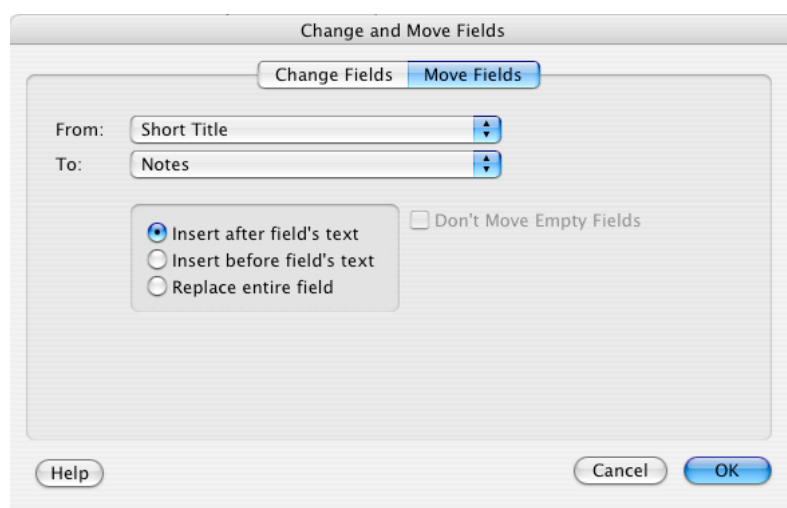 Change and Move Fields
Change Fields Move Fields
From: Short Title
To: Notes
Insert after field's text
Don't Move Empty Fields
Insert before field's text
Replace entire field
Help Cancel OK